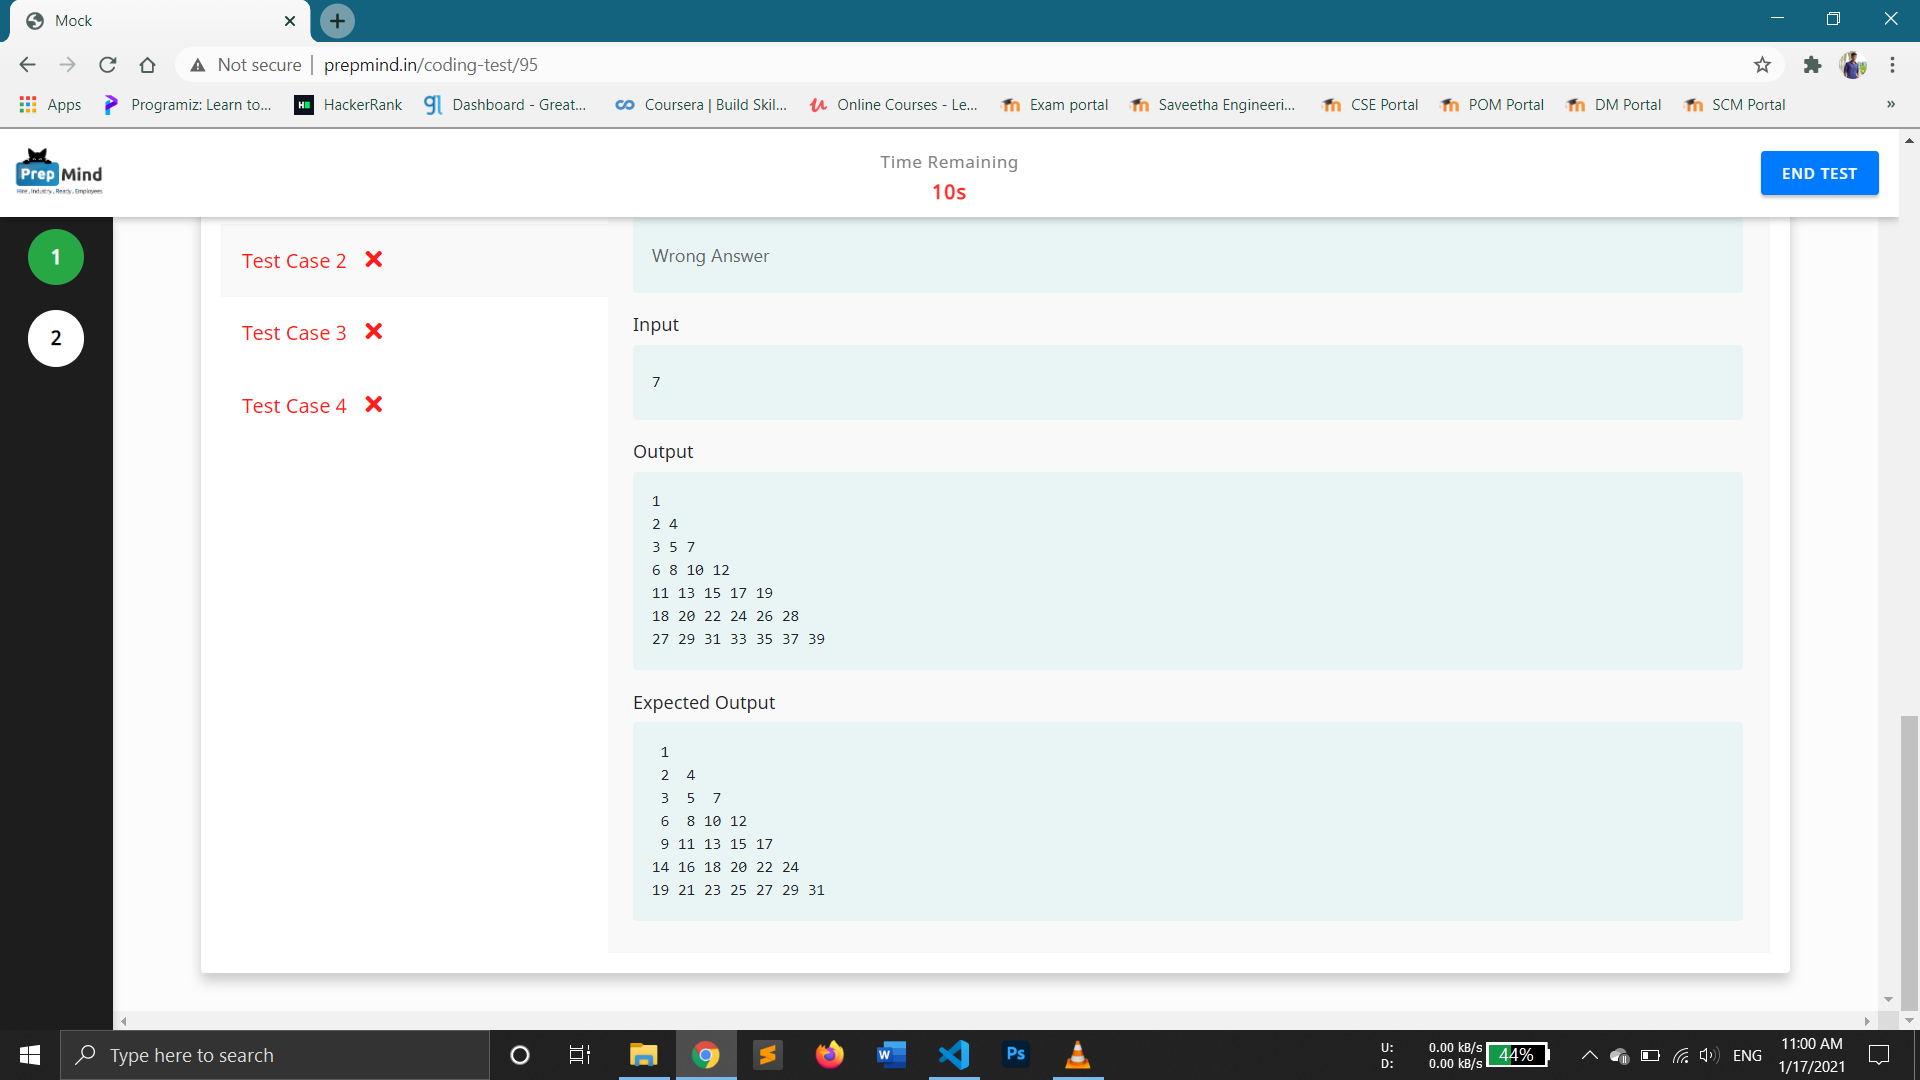 Mock
Not secure | prepmind.in/coding-test/95
Apps Programiz: Learn to... HackerRank Dashboard - Great... Coursera | Build Skil... Online Courses - Le... Exam portal Saveetha Engineeri... CSE Portal POM Portal DM Portal SCM Portal »
Prep Mind
Hire . Industry . Ready . Employees
Time Remaining
10s
END TEST
1
2
Test Case 2
Test Case 3
Test Case 4
Wrong Answer
Input
7
Output
1
2 4
3 5 7
6 8 10 12
11 13 15 17 19
18 20 22 24 26 28
27 29 31 33 35 37 39
Expected Output
 1
 2  4
 3  5  7
 6  8 10 12
 9 11 13 15 17
14 16 18 20 22 24
19 21 23 25 27 29 31
Type here to search
U: 0.00 kB/s
D: 0.00 kB/s
44%
ENG
11:00 AM
1/17/2021